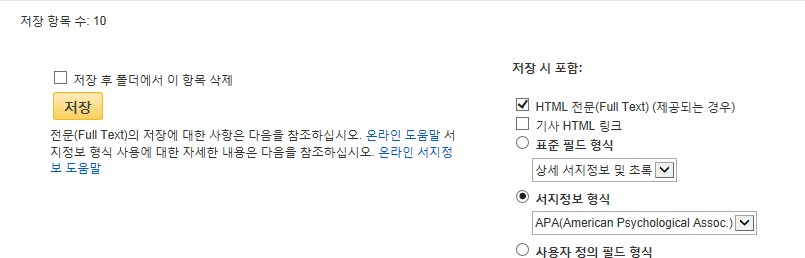 저장 항목 수: 10
저장 후 폴더에서 이 항목 삭제
저장
전문(Full Text)의 저장에 대한 사항은 다음을 참조하십시오. 온라인 도움말 서
지정보 형식 사용에 대한 자세한 내용은 다음을 참조하십시오. 온라인 서지정
보 도움말
저장 시 포함:
HTML 전문(Full Text) (제공되는 경우)
기사 HTML 링크
표준 필드 형식
상세 서지정보 및 초록
서지정보 형식
APA(American Psychological Assoc.)
사용자 정의 필드 형식